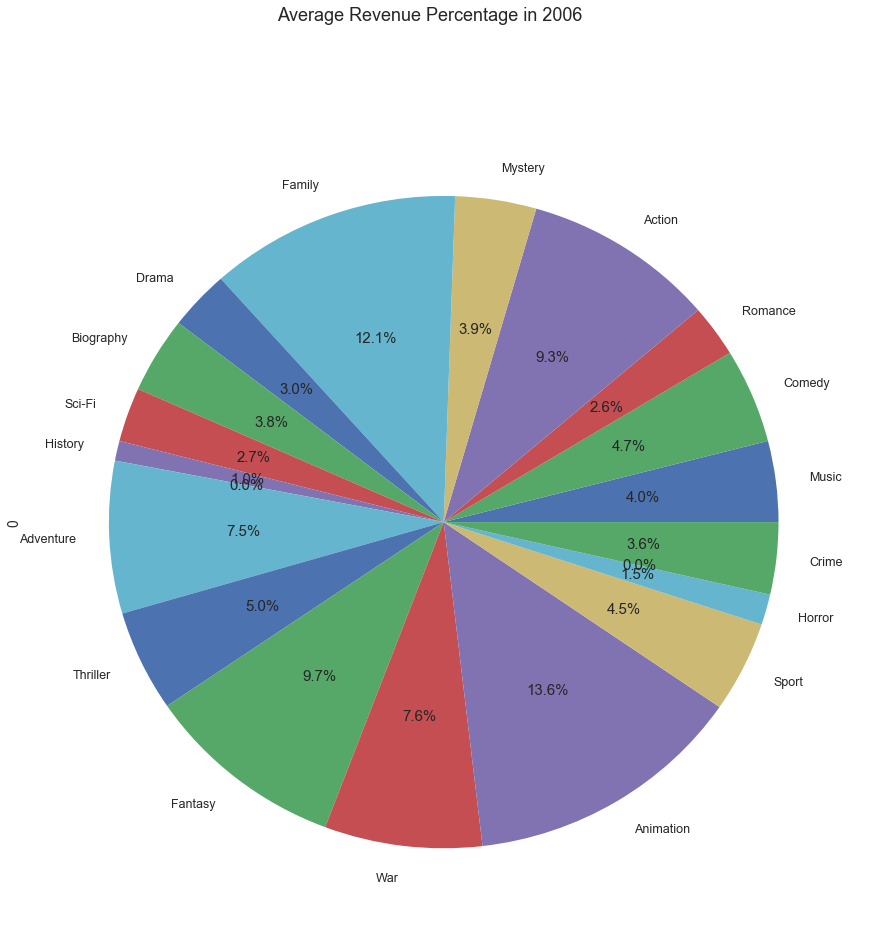 Average Revenue Percentage in 2006
Mystery
Family
Action
Drama
Romance
Biography
Comedy
Sci-Fi
History
Music
Adventure
Crime
Thriller
Horror
Sport
Fantasy
Animation
War
0
12.1%
3.9%
9.3%
3.0%
2.6%
3.8%
4.7%
2.7%
1.0%
0.0%
4.0%
7.5%
3.6%
0.0%
1.5%
5.0%
4.5%
9.7%
13.6%
7.6%